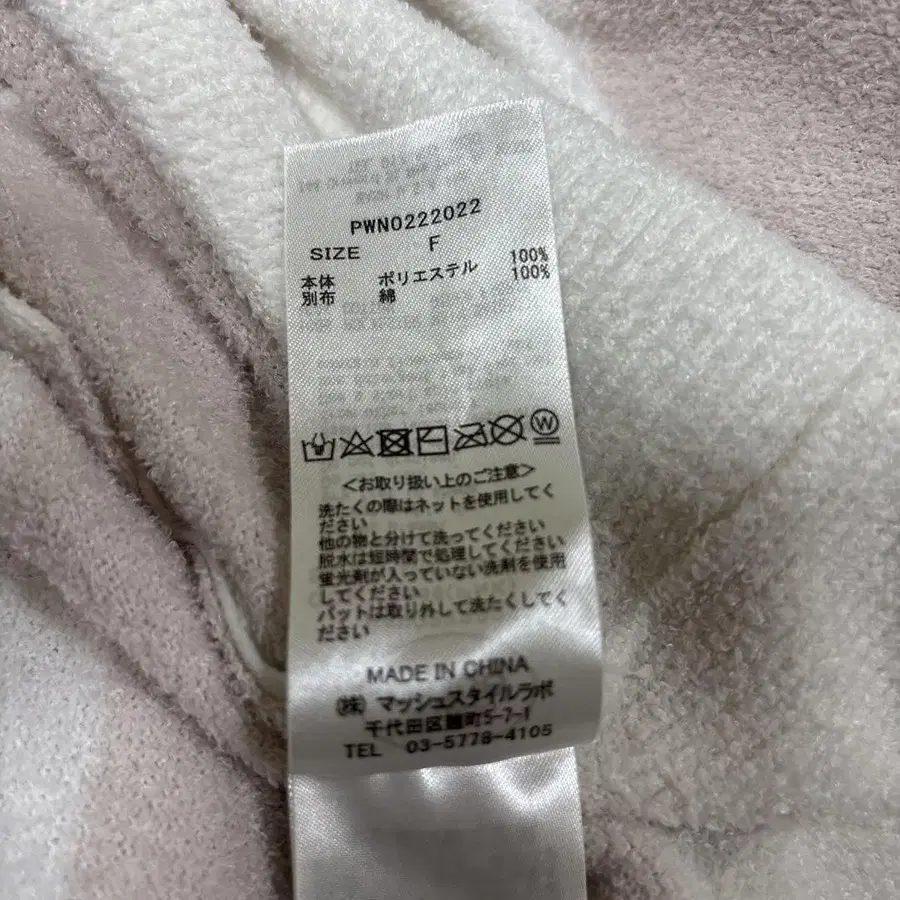 PWN0222022
SIZE F
本体 ポリエステル 100%
別布 綿 100%
W
<お取り扱い上のご注意>
洗たくの際はネットを使用してく
ださい
他の物と分けて洗ってください
脱水は短時間で処理してください
蛍光剤が入っていない洗剤を使用
してください
パットは取り外して洗たくしてく
ださい
MADE IN CHINA
(株) マッシュスタイルラボ
千代田区麹町5-7-1
TEL 03-5778-4105